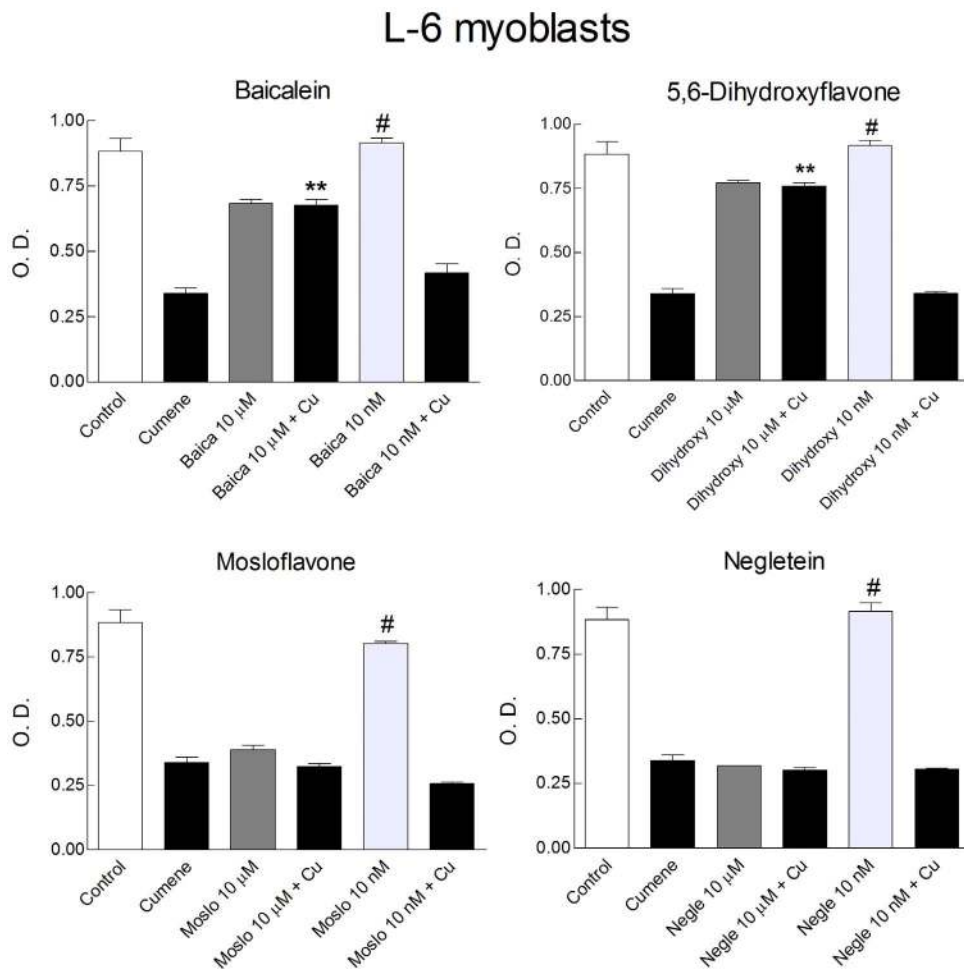 L-6 myoblasts
Baicalein
#
**
1.00
0.75
0.50
0.25
0.00
O. D.
Control
Cumene
Baica 10 µM
Baica 10 µM + Cu
Baica 10 nM
Baica 10 nM + Cu
5,6-Dihydroxyflavone
#
**
1.00
0.75
0.50
0.25
0.00
O. D.
Control
Cumene
Dihydroxy 10 µM
Dihydroxy 10 µM + Cu
Dihydroxy 10 nM
Dihydroxy 10 nM + Cu
Mosloflavone
#
1.00
0.75
0.50
0.25
0.00
O. D.
Control
Cumene
Moslo 10 µM
Moslo 10 µM + Cu
Moslo 10 nM
Moslo 10 nM + Cu
Negletein
#
1.00
0.75
0.50
0.25
0.00
O. D.
Control
Cumene
Negle 10 µM
Negle 10 µM + Cu
Negle 10 nM
Negle 10 nM + Cu